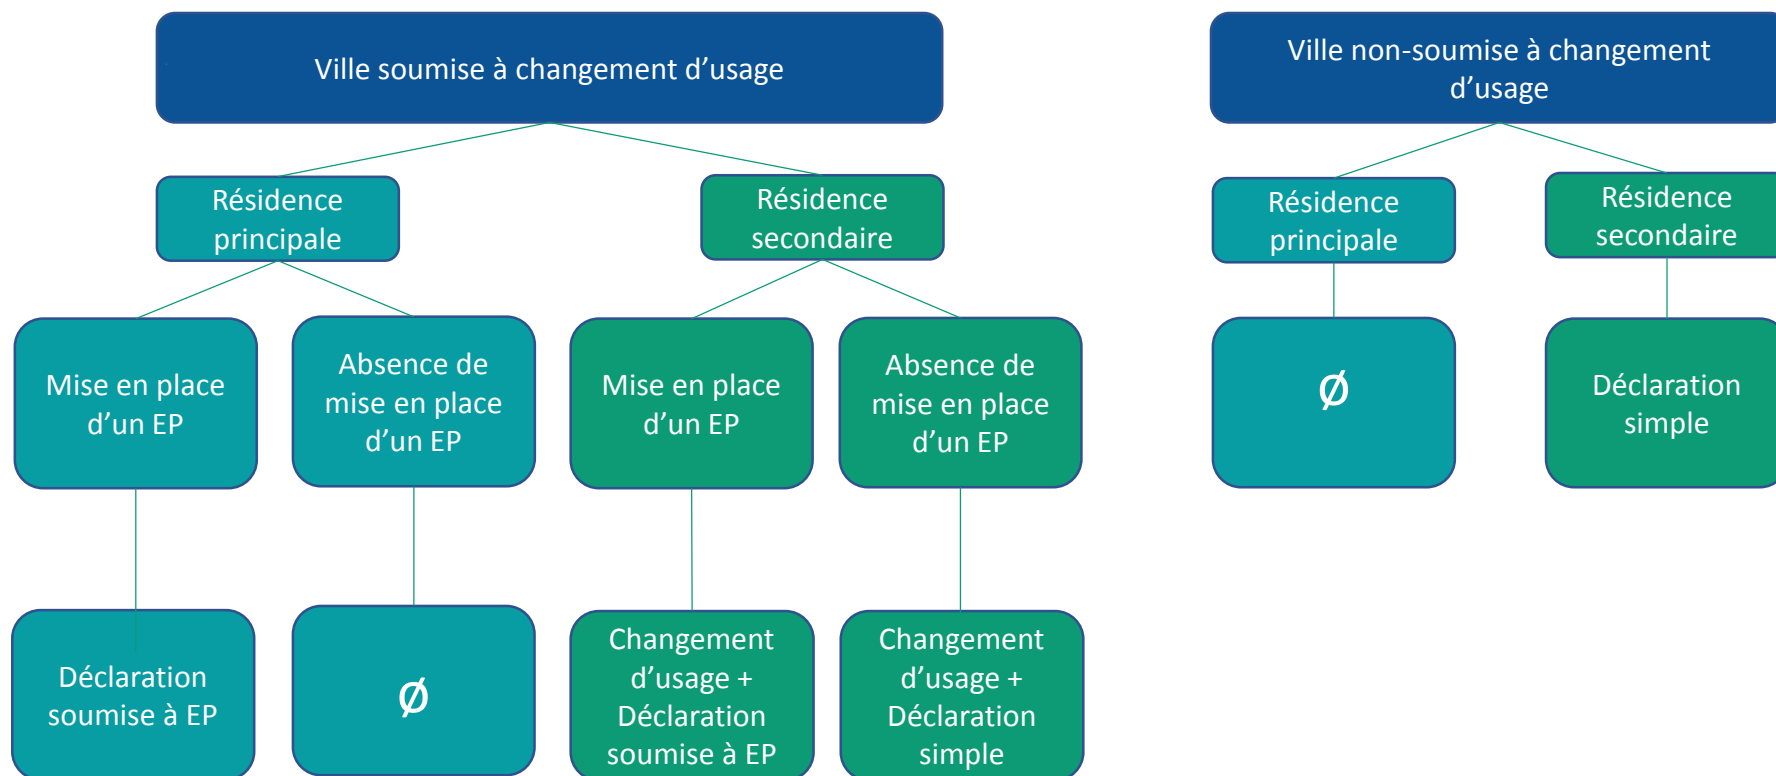 Ville soumise à changement d’usage
Ville non-soumise à changement
d’usage
Résidence
principale
Résidence
secondaire
Résidence
principale
Résidence
secondaire
Mise en place
d’un EP
Absence de
mise en place
d’un EP
Mise en place
d’un EP
Absence de
mise en place
d’un EP
Ø
Déclaration
simple
Déclaration
soumise à EP
Ø
Changement
d’usage +
Déclaration
soumise à EP
Changement
d’usage +
Déclaration
simple